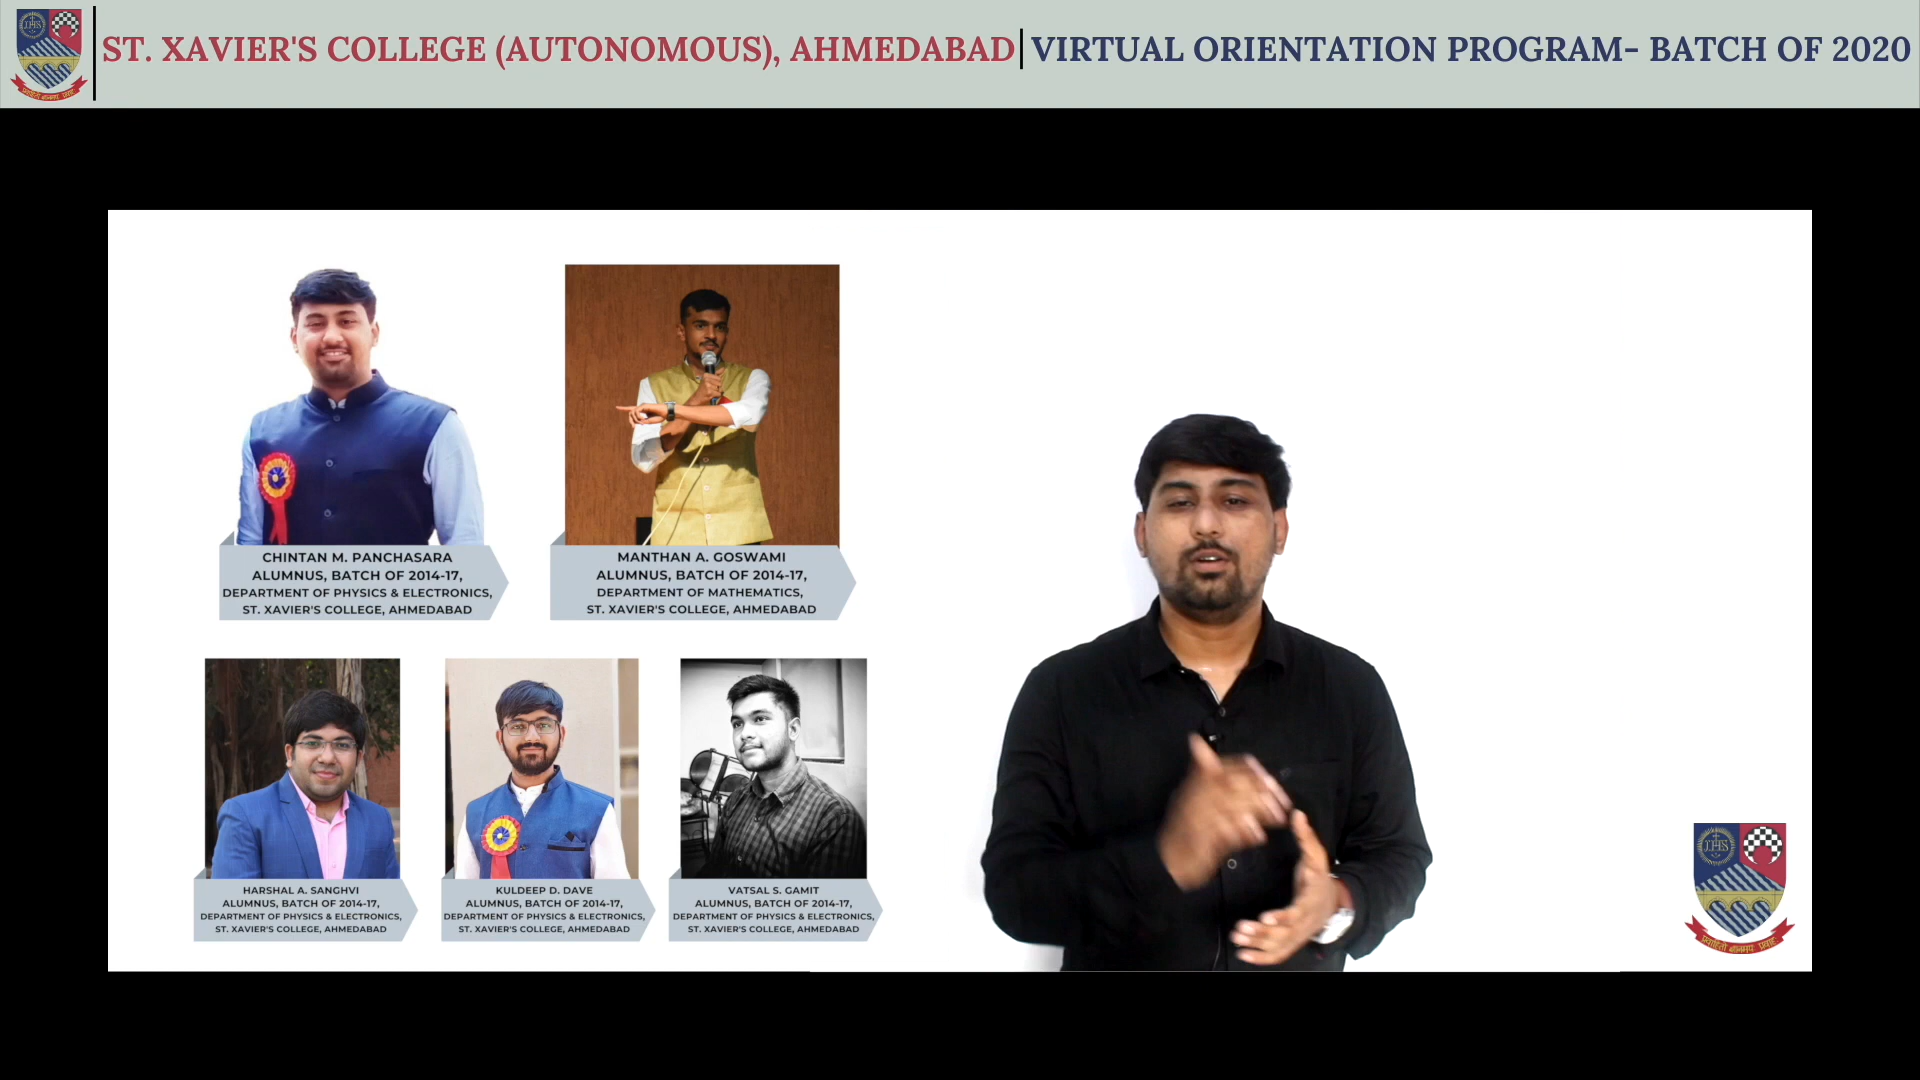 ST. XAVIER'S COLLEGE (AUTONOMOUS), AHMEDABAD
VIRTUAL ORIENTATION PROGRAM- BATCH OF 2020
CHINTAN M. PANCHASARA
ALUMNUS, BATCH OF 2014-17,
DEPARTMENT OF PHYSICS & ELECTRONICS,
ST. XAVIER'S COLLEGE, AHMEDABAD
MANTHAN A. GOSWAMI
ALUMNUS, BATCH OF 2014-17,
DEPARTMENT OF MATHEMATICS,
ST. XAVIER'S COLLEGE, AHMEDABAD
HARSHAL A. SANGHVI
ALUMNUS, BATCH OF 2014-17,
DEPARTMENT OF PHYSICS & ELECTRONICS,
ST. XAVIER'S COLLEGE, AHMEDABAD
KULDEEP D. DAVE
ALUMNUS, BATCH OF 2014-17,
DEPARTMENT OF PHYSICS & ELECTRONICS,
ST. XAVIER'S COLLEGE, AHMEDABAD
VATSAL S. GAMIT
ALUMNUS, BATCH OF 2014-17,
DEPARTMENT OF PHYSICS & ELECTRONICS,
ST. XAVIER'S COLLEGE, AHMEDABAD